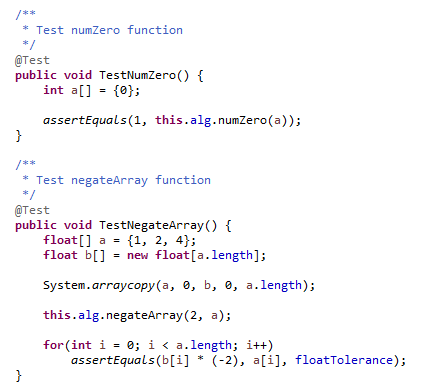 /**
 * Test numZero function
 */
@Test
public void TestNumZero() {
    int a[] = {0};

    assertEquals(1, this.alg.numZero(a));
}

/**
 * Test negateArray function
 */
@Test
public void TestNegateArray() {
    float[] a = {1, 2, 4};
    float b[] = new float[a.length];

    System.arraycopy(a, 0, b, 0, a.length);

    this.alg.negateArray(2, a);

    for(int i = 0; i < a.length; i++)
        assertEquals(b[i] * (-2), a[i], floatTolerance);
}